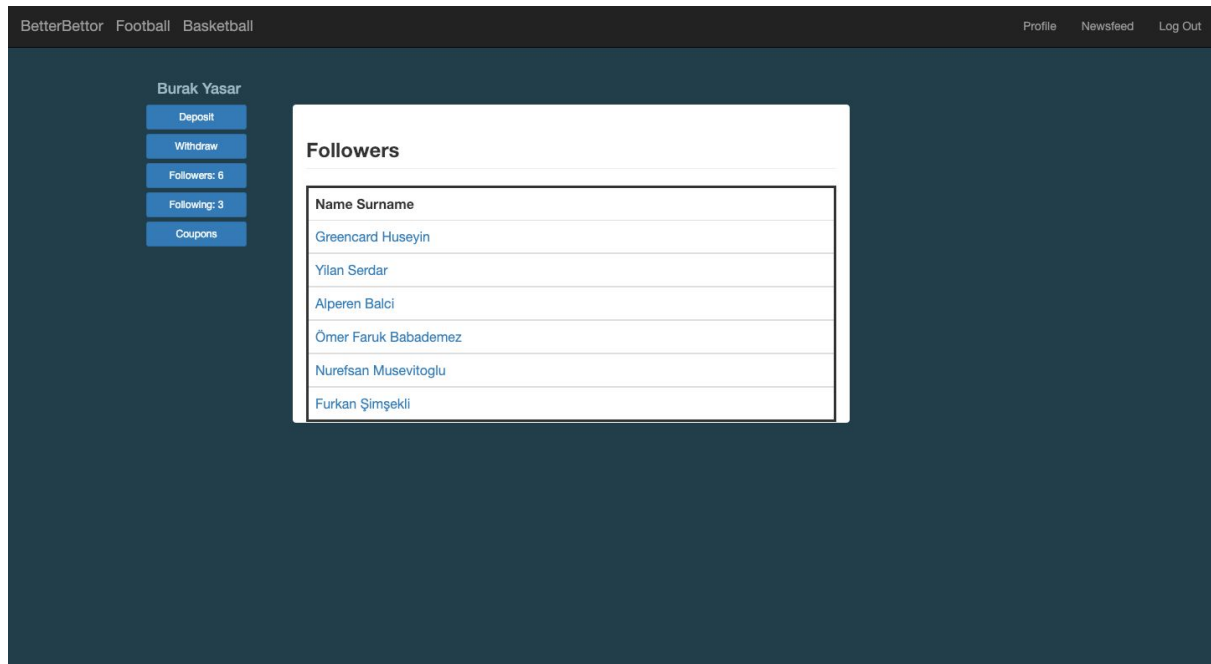 BetterBettor Football Basketball Profile Newsfeed Log Out
Burak Yasar
Deposit
Withdraw
Followers: 6
Following: 3
Coupons
Followers
Name Surname
Greencard Huseyin
Yilan Serdar
Alperen Balci
Ömer Faruk Babademez
Nurefsan Musevitoglu
Furkan Şimşekli